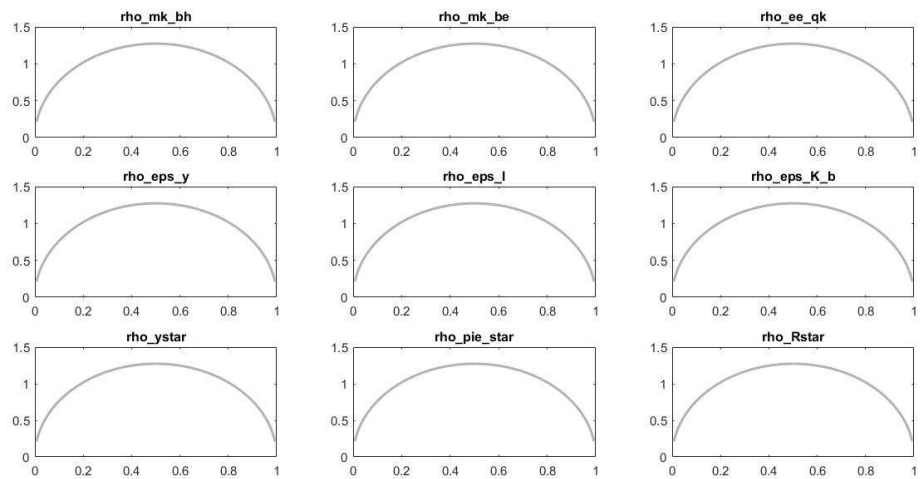 rho_mk_bh rho_mk_be rho_ee_qk
1.5 1.5 1.5
1 1 1
0.5 0.5 0.5
0 0 0
0 0.2 0.4 0.6 0.8 1 0 0.2 0.4 0.6 0.8 1 0 0.2 0.4 0.6 0.8 1
rho_eps_y rho_eps_l rho_eps_K_b
1.5 1.5 1.5
1 1 1
0.5 0.5 0.5
0 0 0
0 0.2 0.4 0.6 0.8 1 0 0.2 0.4 0.6 0.8 1 0 0.2 0.4 0.6 0.8 1
rho_ystar rho_pie_star rho_Rstar
1.5 1.5 1.5
1 1 1
0.5 0.5 0.5
0 0 0
0 0.2 0.4 0.6 0.8 1 0 0.2 0.4 0.6 0.8 1 0 0.2 0.4 0.6 0.8 1